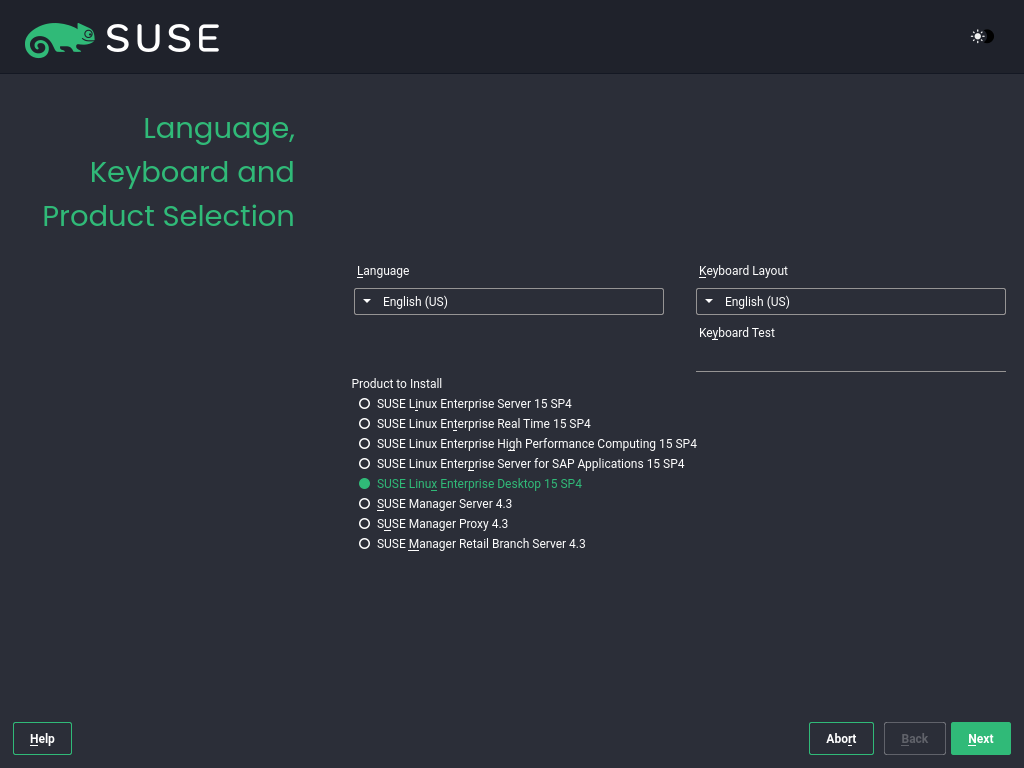 SUSE
Language,
Keyboard and
Product Selection
Language
Keyboard Layout
English (US)
English (US)
Keyboard Test
Product to Install
SUSE Linux Enterprise Server 15 SP4
SUSE Linux Enterprise Real Time 15 SP4
SUSE Linux Enterprise High Performance Computing 15 SP4
SUSE Linux Enterprise Server for SAP Applications 15 SP4
SUSE Linux Enterprise Desktop 15 SP4
SUSE Manager Server 4.3
SUSE Manager Proxy 4.3
SUSE Manager Retail Branch Server 4.3
Help
Abort
Back
Next